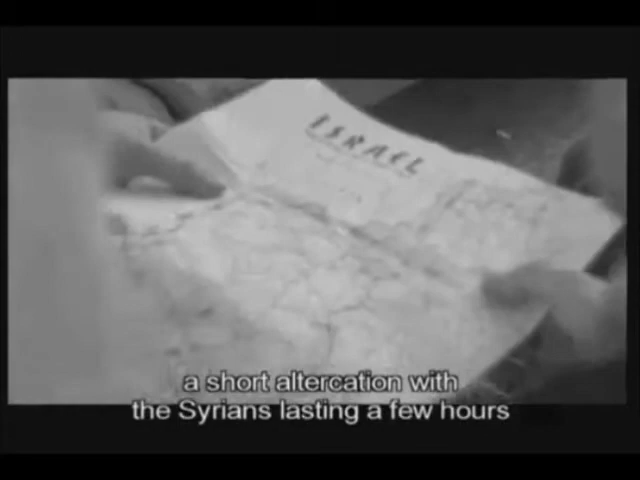 ISRAEL
a short altercation with
the Syrians lasting a few hours